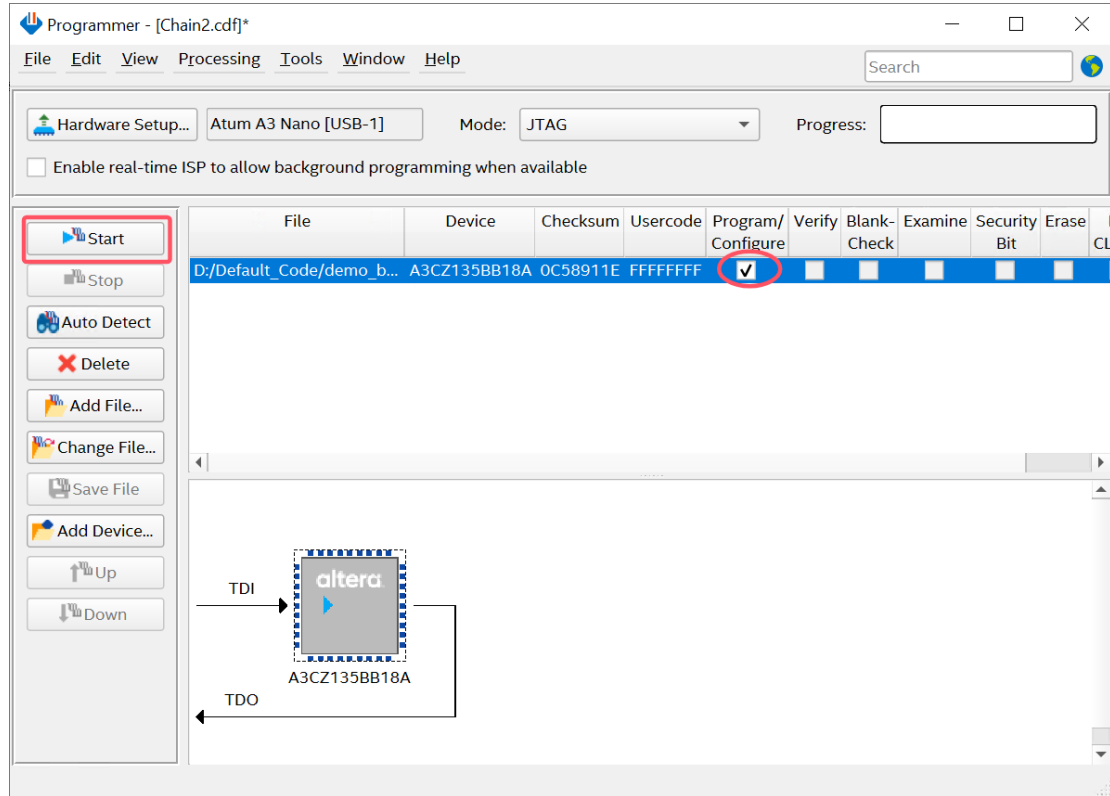 Programmer - [Chain2.cdf]*
File Edit View Processing Tools Window Help
Search
Hardware Setup... Atum A3 Nano [USB-1] Mode: JTAG Progress:
Enable real-time ISP to allow background programming when available
Start
Stop
Auto Detect
Delete
Add File...
Change File...
Save File
Add Device...
Up
Down
File Device Checksum Usercode Program/ Verify Blank- Examine Security Erase
Configure Check Bit CL
D:/Default_Code/demo_b... A3CZ135BB18A 0C58911E FFFFFFFF
TDI
altera
A3CZ135BB18A
TDO